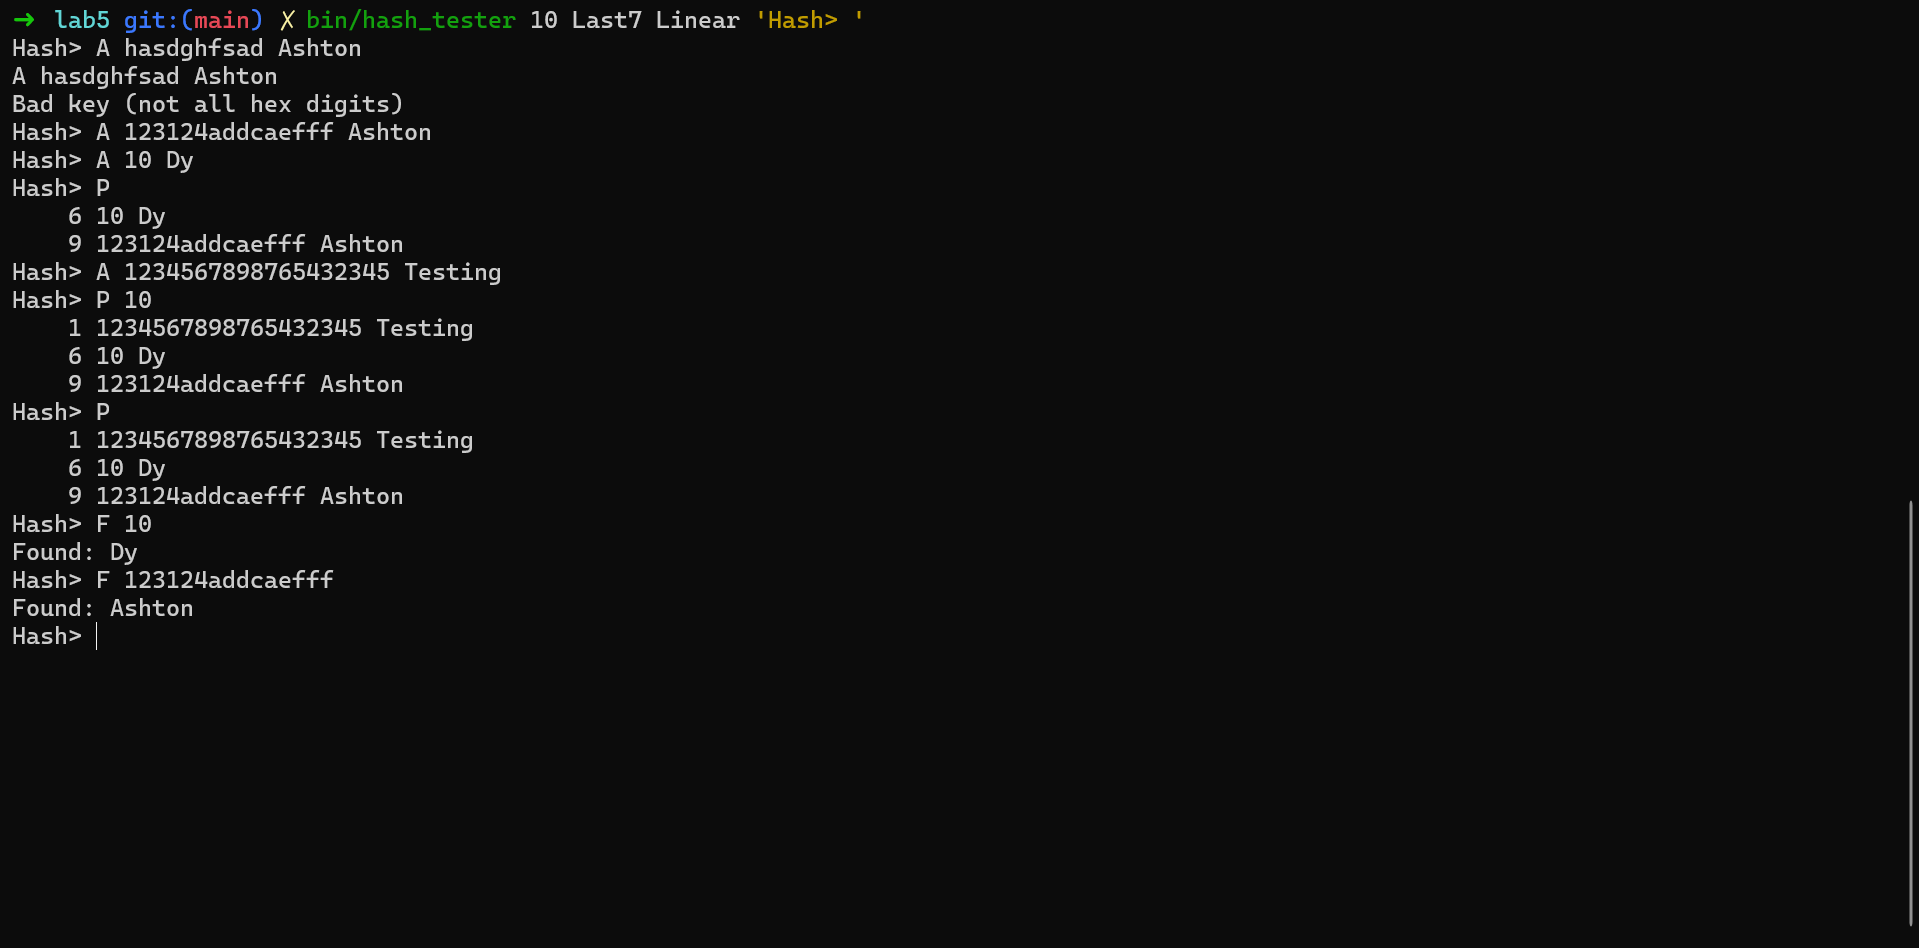 ➜ lab5 git:(main) ✗ bin/hash_tester 10 Last7 Linear 'Hash> '
Hash> A hasdghfsad Ashton
A hasdghfsad Ashton
Bad key (not all hex digits)
Hash> A 123124addcaefff Ashton
Hash> A 10 Dy
Hash> P
    6 10 Dy
    9 123124addcaefff Ashton
Hash> A 1234567898765432345 Testing
Hash> P 10
    1 1234567898765432345 Testing
    6 10 Dy
    9 123124addcaefff Ashton
Hash> P
    1 1234567898765432345 Testing
    6 10 Dy
    9 123124addcaefff Ashton
Hash> F 10
Found: Dy
Hash> F 123124addcaefff
Found: Ashton
Hash>